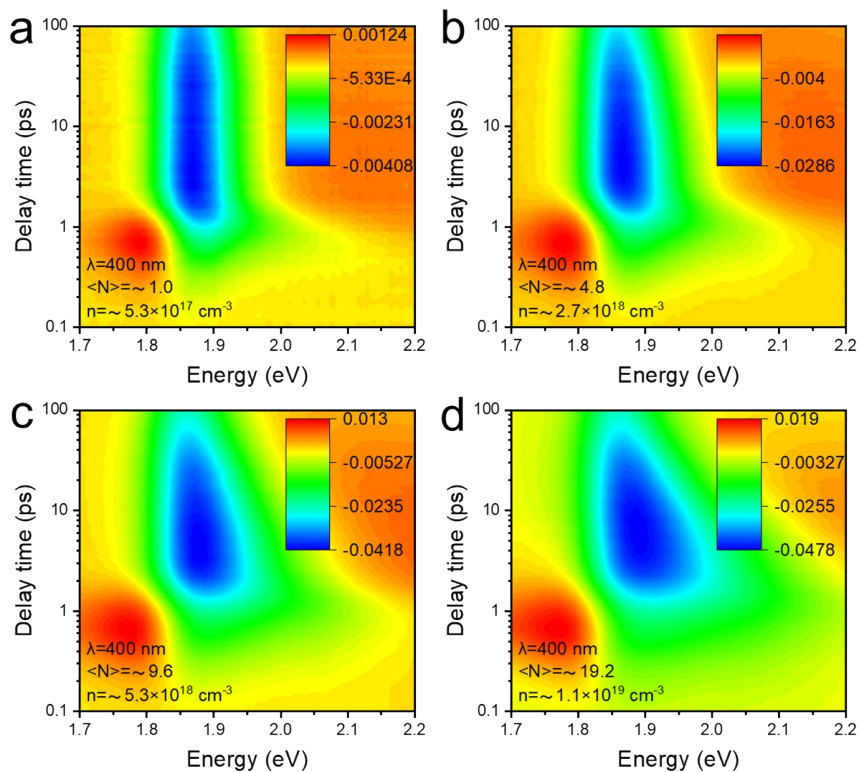 a
100
10
1
0.1
Delay time (ps)
0.00124
-5.33E-4
-0.00231
-0.00408
λ=400 nm
<N>=~1.0
n=~5.3×10¹⁷ cm⁻³
1.7 1.8 1.9 2.0 2.1 2.2
Energy (eV)
b
100
10
1
0.1
Delay time (ps)
-0.004
-0.0163
-0.0286
λ=400 nm
<N>=~4.8
n=~2.7×10¹⁸ cm⁻³
1.7 1.8 1.9 2.0 2.1 2.2
Energy (eV)
c
100
10
1
0.1
Delay time (ps)
0.013
-0.00527
-0.0235
-0.0418
λ=400 nm
<N>=~9.6
n=~5.3×10¹⁸ cm⁻³
1.7 1.8 1.9 2.0 2.1 2.2
Energy (eV)
d
100
10
1
0.1
Delay time (ps)
0.019
-0.00327
-0.0255
-0.0478
λ=400 nm
<N>=~19.2
n=~1.1×10¹⁹ cm⁻³
1.7 1.8 1.9 2.0 2.1 2.2
Energy (eV)